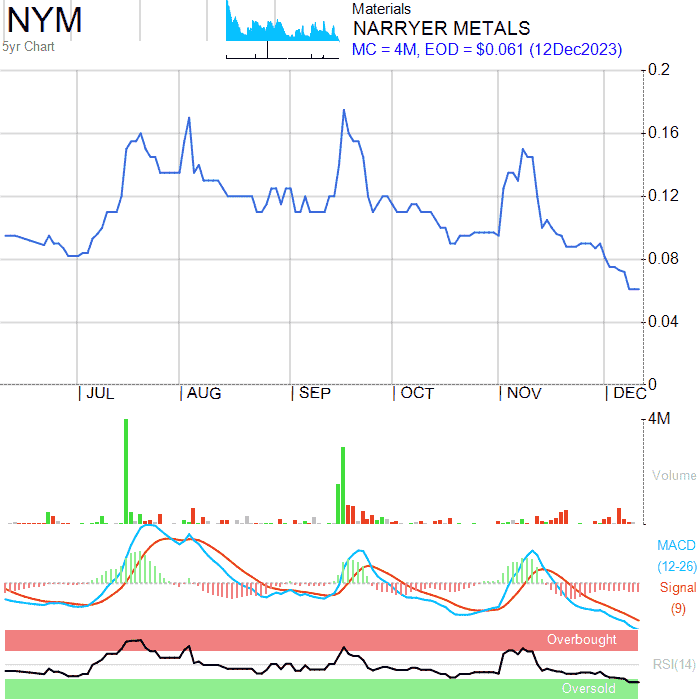 NYM
5yr Chart
Materials
NARRYER METALS
MC = 4M, EOD = $0.061 (12Dec2023)
0.2
0.16
0.12
0.08
0.04
0
JUL AUG SEP OCT NOV DEC
4M
Volume
MACD
(12-26)
Signal
(9)
Overbought
RSI(14)
Oversold